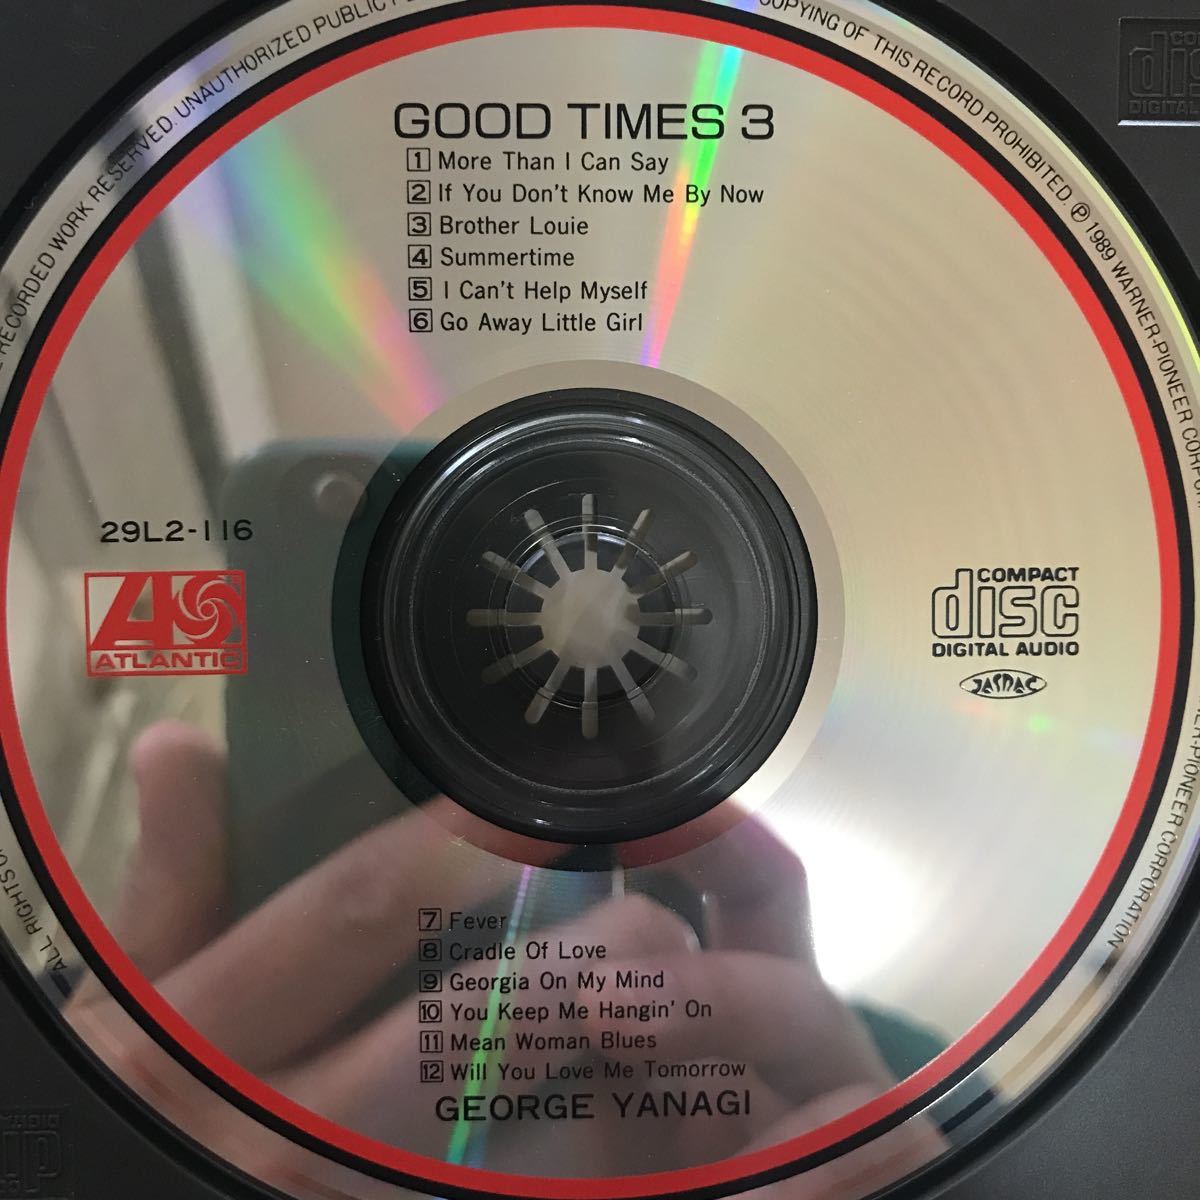 GOOD TIMES 3
1 More Than I Can Say
2 If You Don't Know Me By Now
3 Brother Louie
4 Summertime
5 I Can't Help Myself
6 Go Away Little Girl
29L2-116
ATLANTIC
COMPACT
disc
DIGITAL AUDIO
JASRAC
7 Fever
8 Cradle Of Love
9 Georgia On My Mind
10 You Keep Me Hangin' On
11 Mean Woman Blues
12 Will You Love Me Tomorrow
GEORGE YANAGI
RECORDED WORK RESERVED. UNAUTHORIZED PUBLIC
COPYING OF THIS RECORD PROHIBITED. Ⓟ 1989 WARNER-PIONEER
ALL RIGHTS
-PIONEER CORPORATION
DIGITAL